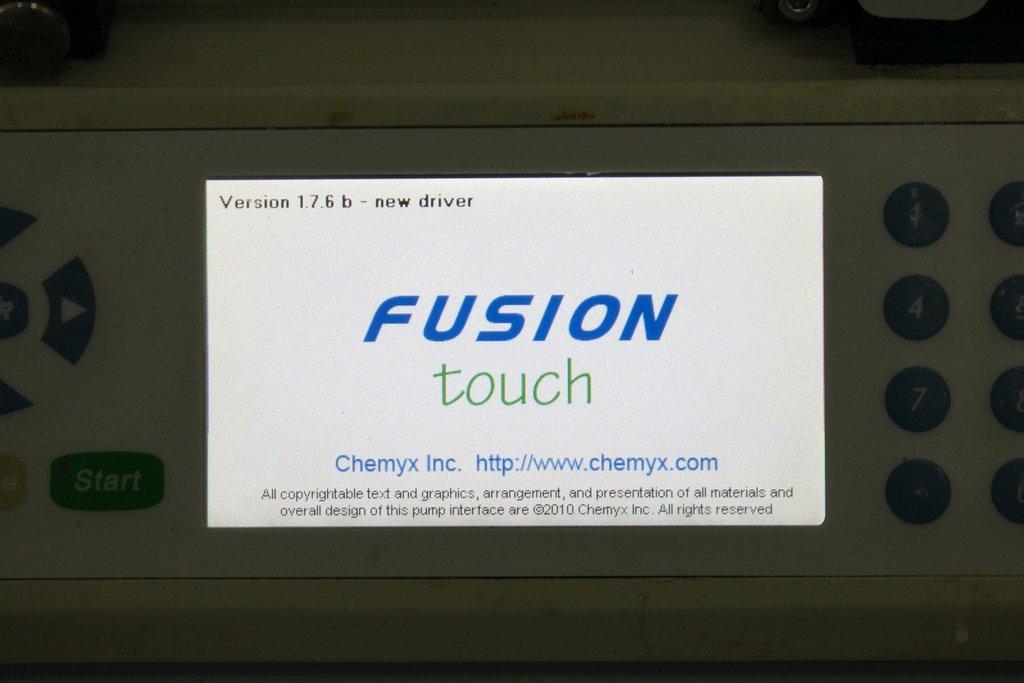 Version 1.7.6 b - new driver
FUSION
touch
Chemyx Inc. http://www.chemyx.com
All copyrightable text and graphics, arrangement, and presentation of all materials and
overall design of this pump interface are ©2010 Chemyx Inc. All rights reserved
Start
1
4
7